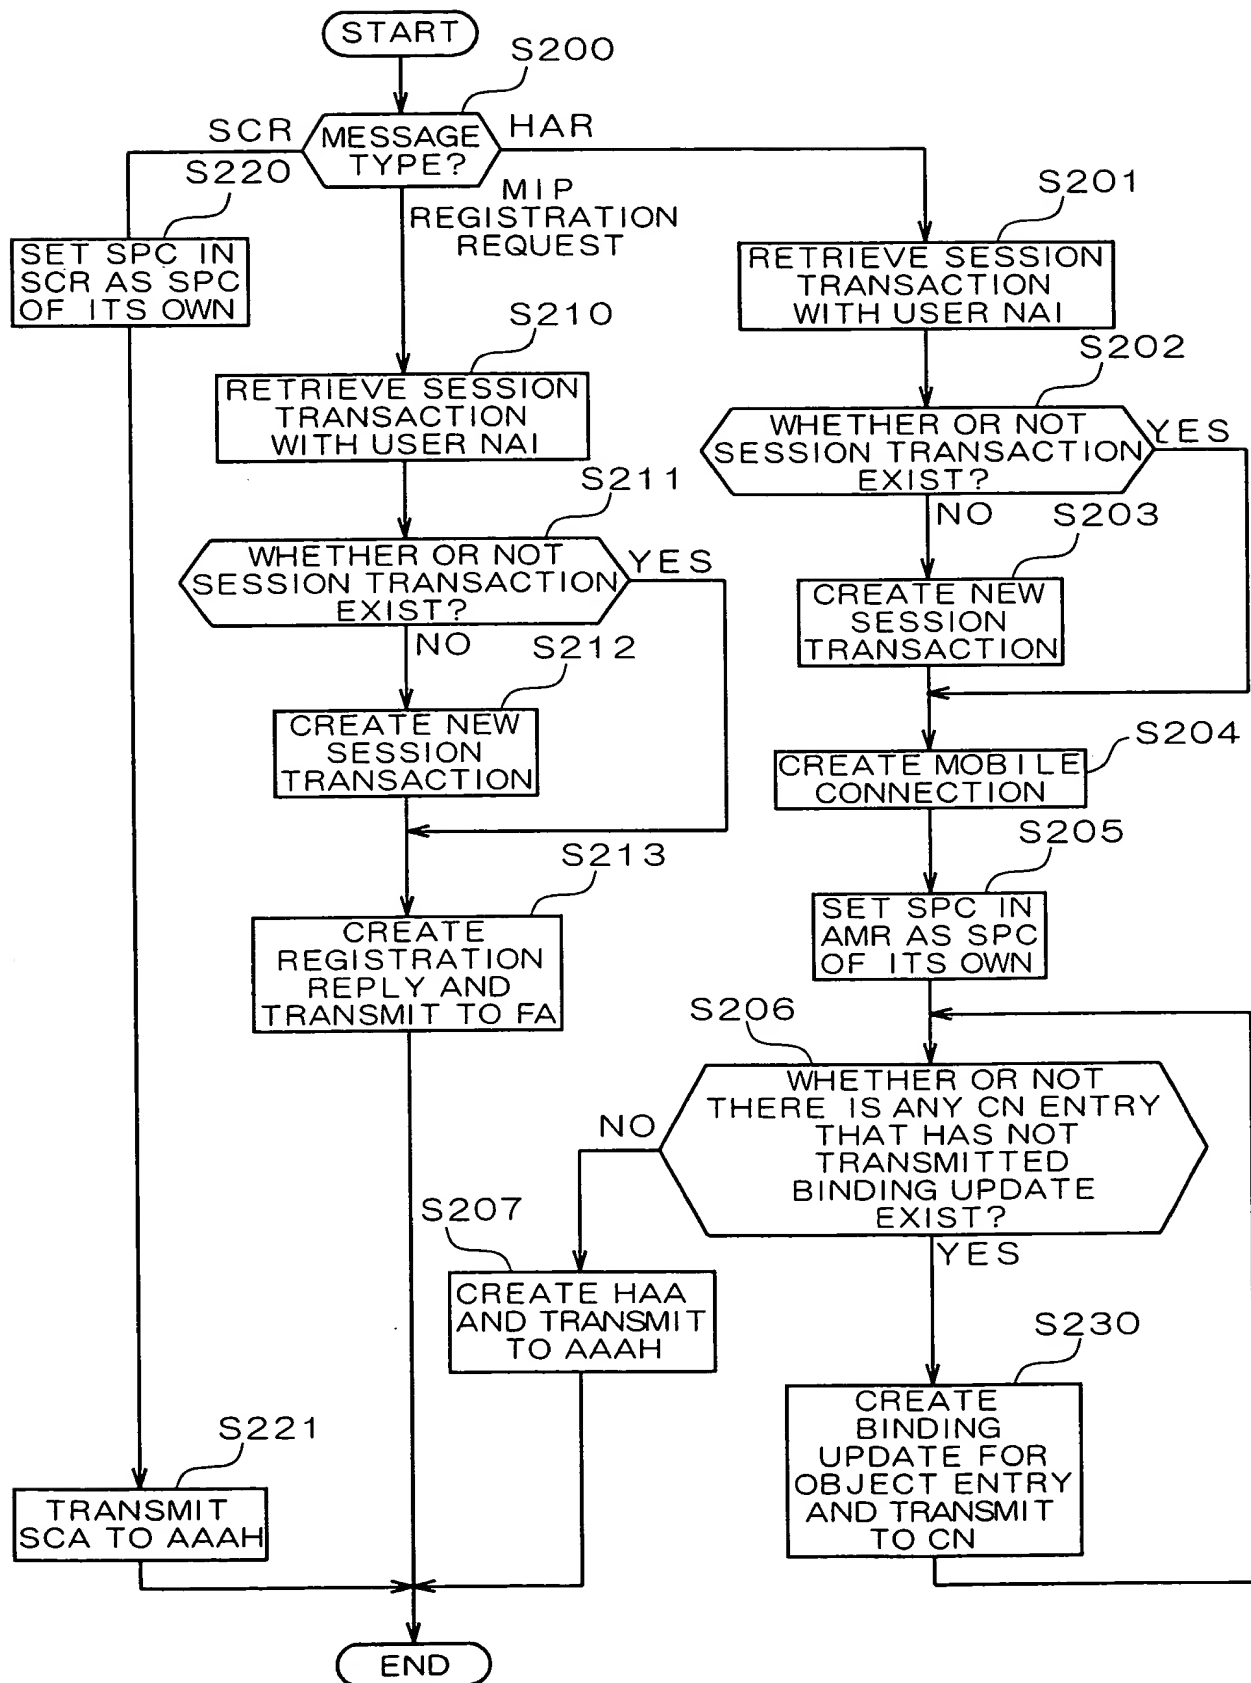 START
S200
SCR
MESSAGE
TYPE?
HAR
S220
MIP
REGISTRATION
REQUEST
S201
SET SPC IN
SCR AS SPC
OF ITS OWN
RETRIEVE SESSION
TRANSACTION
WITH USER NAI
S210
S202
RETRIEVE SESSION
TRANSACTION
WITH USER NAI
WHETHER OR NOT
SESSION TRANSACTION
EXIST?
YES
S211
NO
S203
WHETHER OR NOT
SESSION TRANSACTION
EXIST?
YES
CREATE NEW
SESSION
TRANSACTION
NO
S212
CREATE NEW
SESSION
TRANSACTION
S204
CREATE MOBILE
CONNECTION
S213
S205
CREATE
REGISTRATION
REPLY AND
TRANSMIT TO FA
SET SPC IN
AMR AS SPC
OF ITS OWN
S206
WHETHER OR NOT
THERE IS ANY CN ENTRY
THAT HAS NOT
TRANSMITTED
BINDING UPDATE
EXIST?
NO
S207
YES
CREATE HAA
AND TRANSMIT
TO AAAH
S230
CREATE
BINDING
UPDATE FOR
OBJECT ENTRY
AND TRANSMIT
TO CN
S221
TRANSMIT
SCA TO AAAH
END